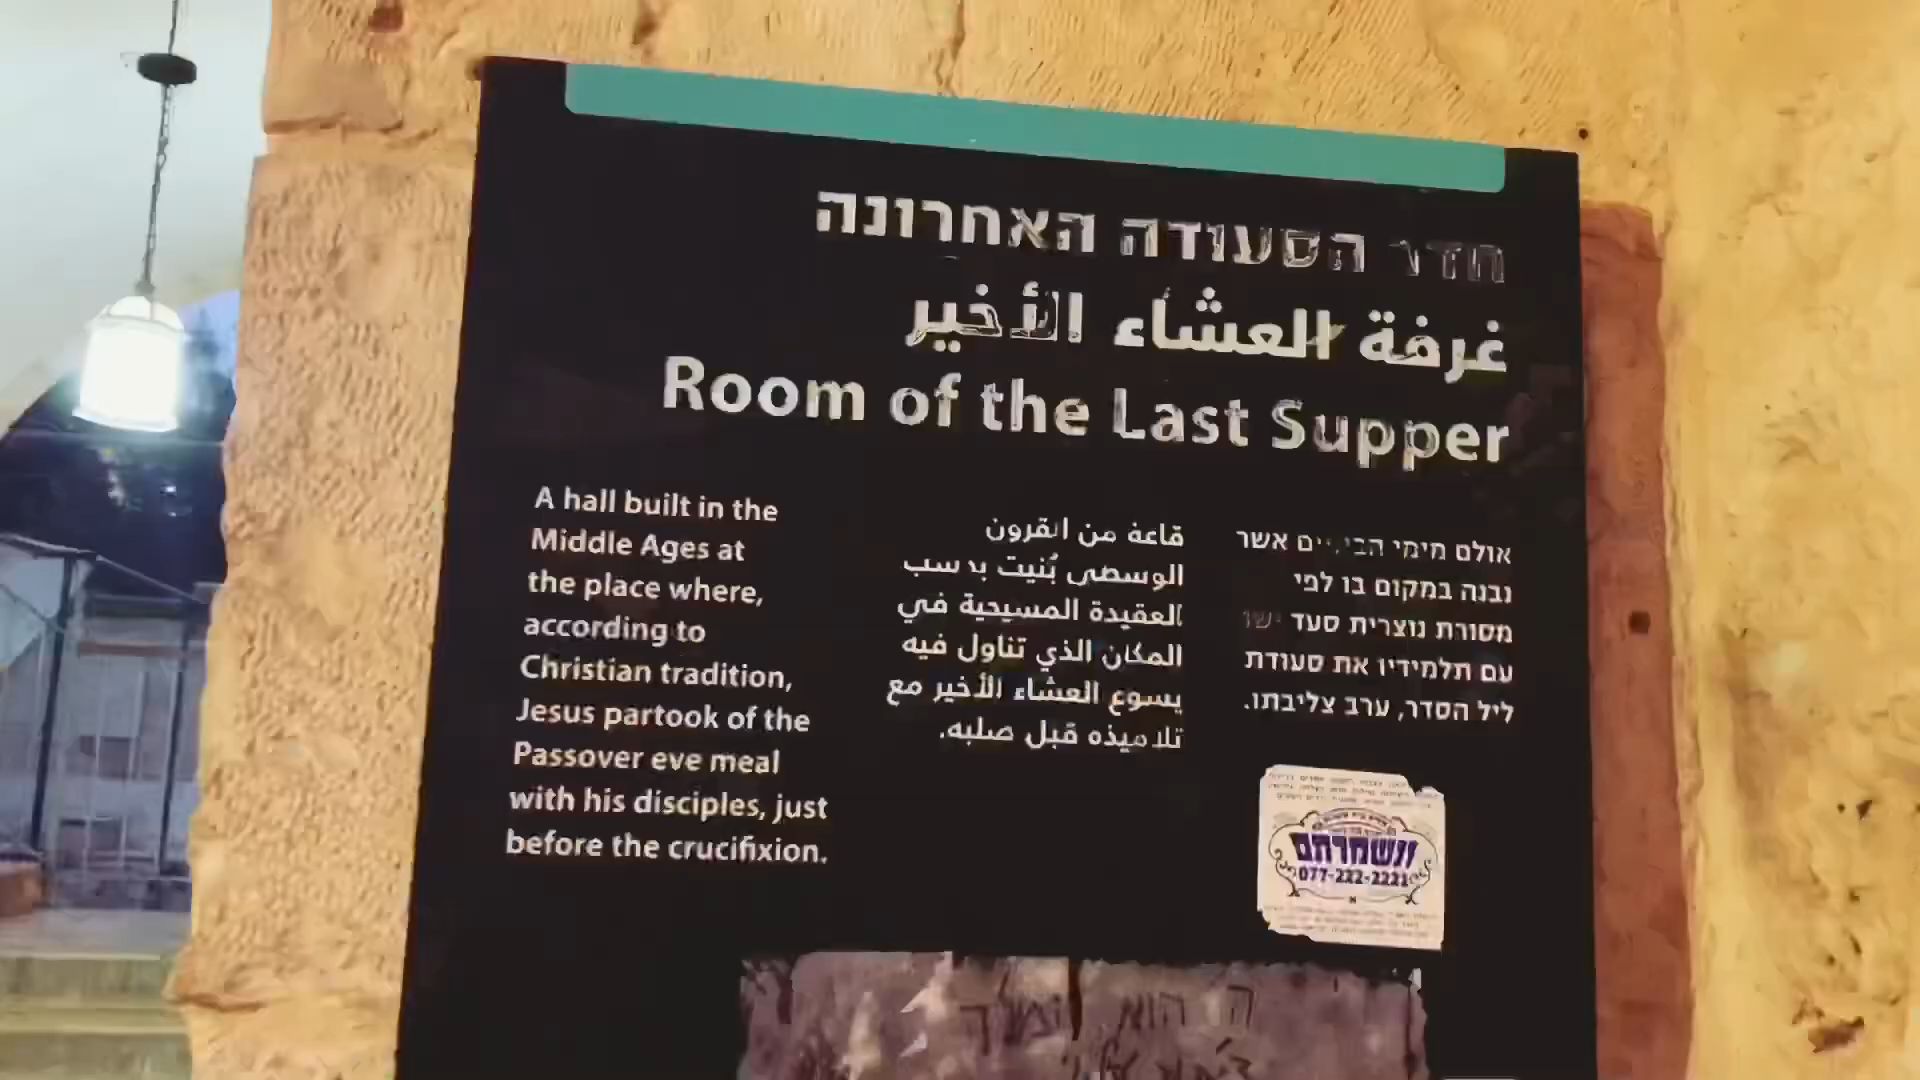 חדר הסעודה האחרונה
غرفة العشاء الأخير
Room of the Last Supper
A hall built in the
Middle Ages at
the place where,
according to
Christian tradition,
Jesus partook of the
Passover eve meal
with his disciples, just
before the crucifixion.
قاعة من القرون
الوسطى بُنيت بحسب
العقيدة المسيحية في
المكان الذي تناول فيه
يسوع العشاء الأخير مع
تلاميذه قبل صلبه.
אולם מימי הביניים אשר
נבנה במקום בו לפי
מסורת נוצרית סעד ישו
עם תלמידיו את סעודת
ליל הסדר, ערב צליבתו.
ונשמרתם
077-222-2221
ה הוא